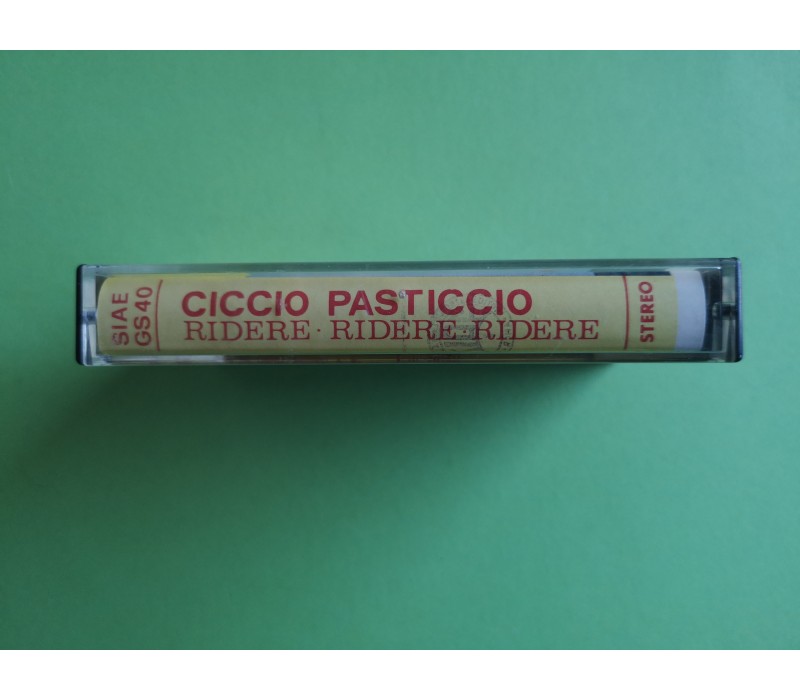 SIAE
GS40
CICCIO PASTICCIO
RIDERE · RIDERE · RIDERE
STEREO